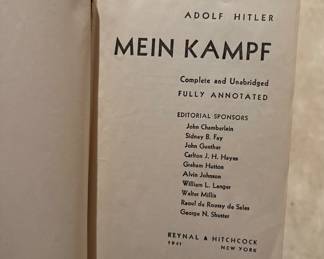 ADOLF HITLER
MEIN KAMPF
Complete and Unabridged
FULLY ANNOTATED
EDITORIAL SPONSORS
John Chamberlain
Sidney B. Fay
John Gunther
Carlton J. H. Hayes
Graham Hutton
Alvin Johnson
William L. Langer
Walter Millis
Raoul de Roussy de Sales
George N. Shuster
REYNAL & HITCHCOCK
1941 NEW YORK